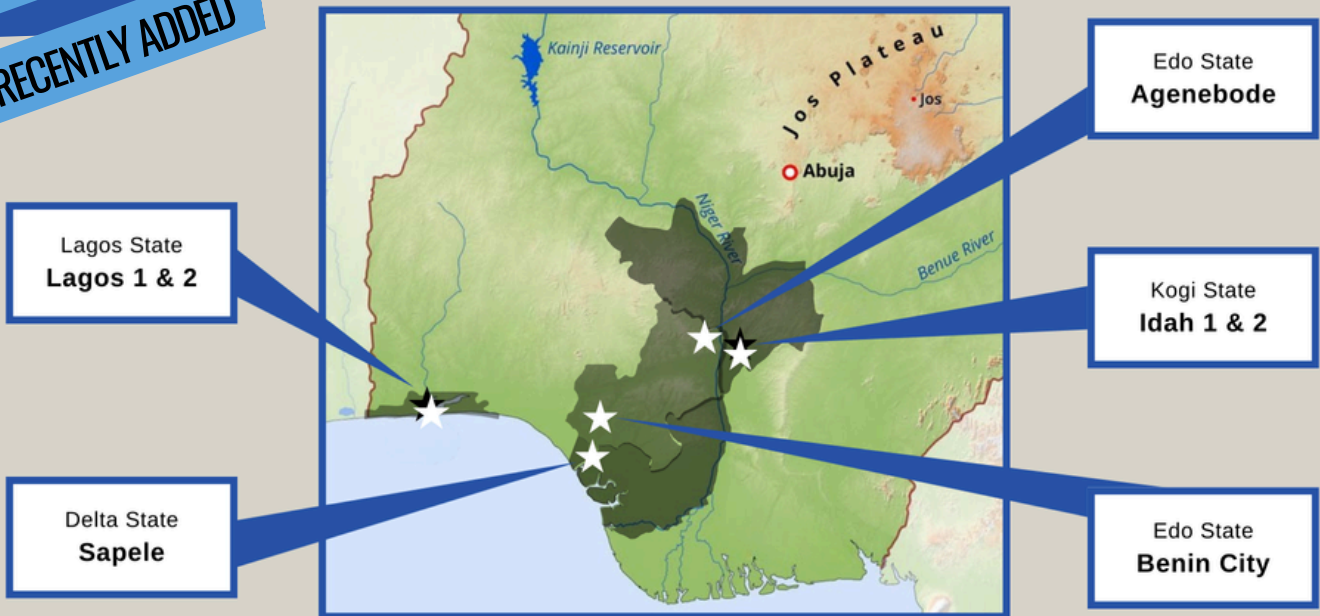 RECENTLY ADDED
Kainji Reservoir
Jos Plateau
Jos
Abuja
Niger River
Benue River
Edo State
Agenebode
Lagos State
Lagos 1 & 2
Kogi State
Idah 1 & 2
Delta State
Sapele
Edo State
Benin City